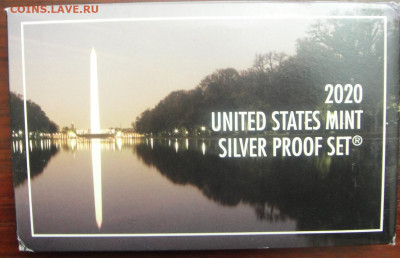 COINS.LAVE.RU
2020
UNITED STATES MINT
SILVER PROOF SET®